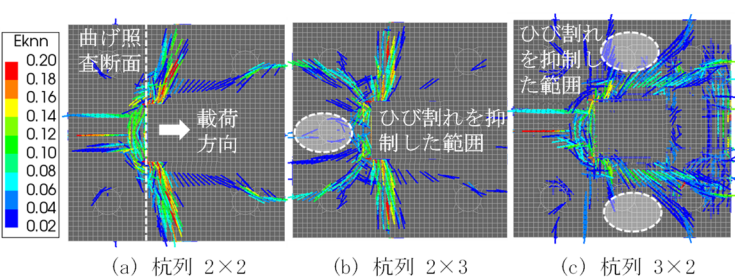 Eknn
0.20
0.18
0.16
0.14
0.12
0.10
0.08
0.06
0.04
0.02
曲げ照
査断面
載荷
方向
ひび割れを抑
制した範囲
ひび割れ
を抑制し
た範囲
(a) 杭列 2×2
(b) 杭列 2×3
(c) 杭列 3×2